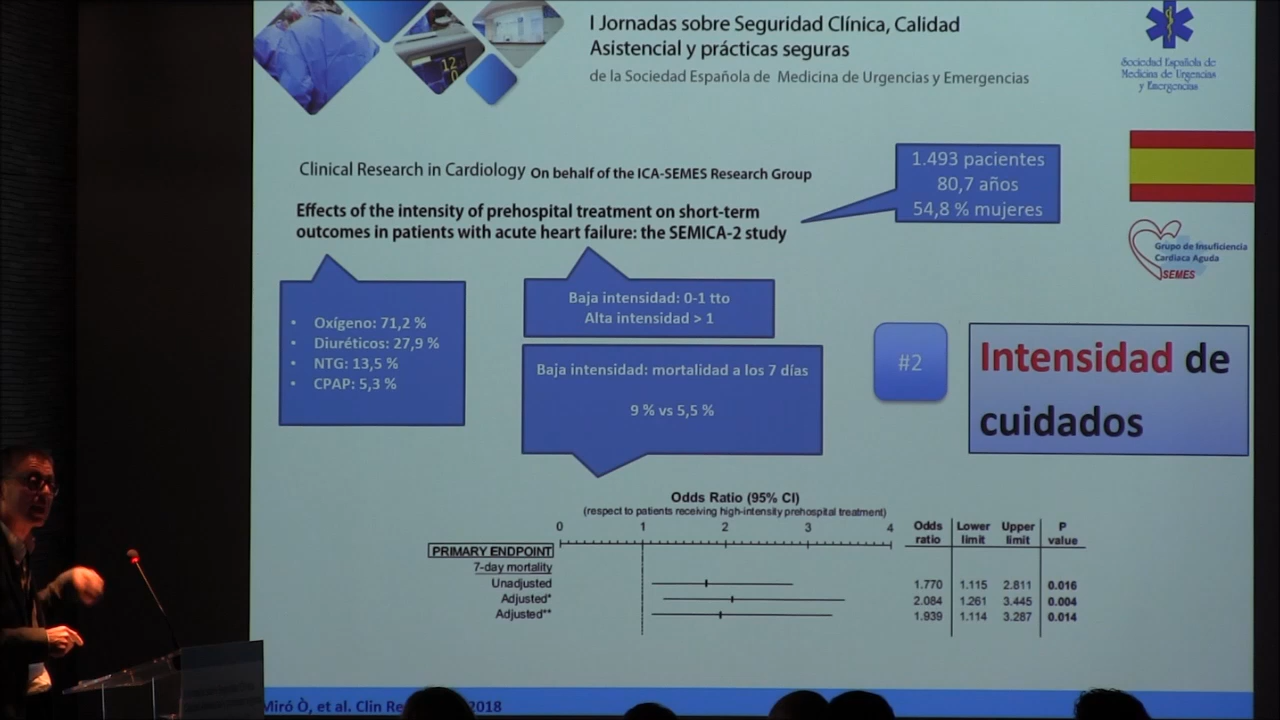 I Jornadas sobre Seguridad Clínica, Calidad
Asistencial y prácticas seguras
de la Sociedad Española de Medicina de Urgencias y Emergencias
Sociedad Española de
Medicina de Urgencias
y Emergencias
12
0
Clinical Research in Cardiology On behalf of the ICA-SEMES Research Group
1.493 pacientes
80,7 años
54,8 % mujeres
Effects of the intensity of prehospital treatment on short-term
outcomes in patients with acute heart failure: the SEMICA-2 study
Grupo de Insuficiencia
Cardiaca Aguda
SEMES
• Oxígeno: 71,2 %
• Diuréticos: 27,9 %
• NTG: 13,5 %
• CPAP: 5,3 %
Baja intensidad: 0-1 tto
Alta intensidad > 1
Baja intensidad: mortalidad a los 7 días
9 % vs 5,5 %
#2
Intensidad de
cuidados
Odds Ratio (95% CI)
(respect to patients receiving high-intensity prehospital treatment)
0 1 2 3 4
Odds ratio Lower limit Upper limit P value
PRIMARY ENDPOINT
7-day mortality
Unadjusted 1.770 1.115 2.811 0.016
Adjusted* 2.084 1.261 3.445 0.004
Adjusted** 1.939 1.114 3.287 0.014
Miró Ò, et al. Clin Re 2018